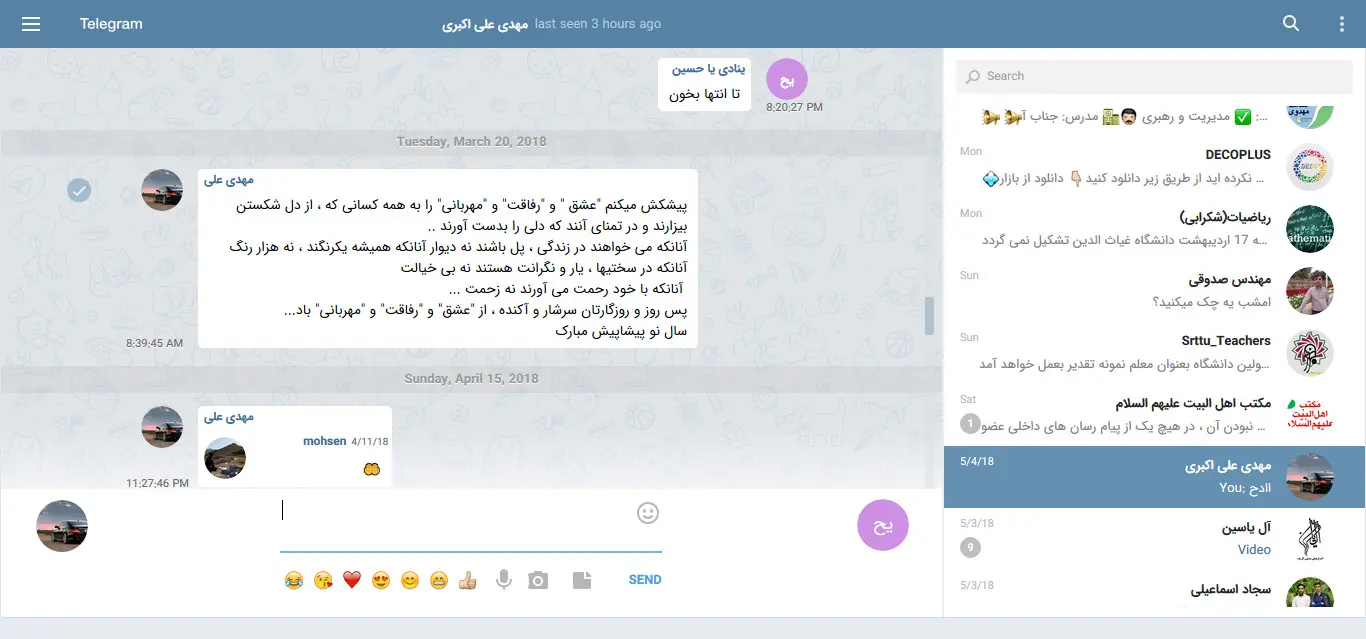 Telegram
مهدی علی اکبری last seen 3 hours ago
ینادی یا حسین
تا انتها بخون
8:20:27 PM
Tuesday, March 20, 2018
مهدی علی
پیشکش میکنم "عشق " و "رفاقت" و "مهربانی" را به همه کسانی که ، از دل شکستن
بیزارند و در تمنای آنند که دلی را بدست آورند ..
آنانکه می خواهند در زندگی ، پل باشند نه دیوار آنانکه همیشه یکرنگند ، نه هزار رنگ
آنانکه در سختیها ، یار و نگرانت هستند نه بی خیالت
آنانکه با خود رحمت می آورند نه زحمت ...
پس روز و روزگارتان سرشار و آکنده ، از "عشق" و "رفاقت" و "مهربانی" باد...
سال نو پیشاپیش مبارک
8:39:45 AM
Sunday, April 15, 2018
مهدی علی
mohsen 4/11/18
11:27:46 PM
یح
یح
SEND
Search
مهدوی
...: ✅ مدیریت و رهبری مدرس: جناب آ
Mon
DECOPLUS
... نکرده اید از طریق زیر دانلود کنید 👇 دانلود از بازار
Mon
ریاضیات(شکرابی)
...ه 17 اردیبهشت دانشگاه غیاث الدین تشکیل نمی گردد
athemati
Sun
مهندس صدوقی
امشب یه چک میکنید؟
Sun
Srttu_Teachers
...ولین دانشگاه بعنوان معلم نمونه تقدیر بعمل خواهد آمد
Sat
مکتب اهل البیت علیهم السلام
1
... نبودن آن ، در هیچ یک از پیام رسان های داخلی عضو
مکتب
اهل البیت
علیهم السلام
5/4/18
مهدی علی اکبری
You: اادح
5/3/18
آل یاسین
9
Video
5/3/18
سجاد اسماعیلی